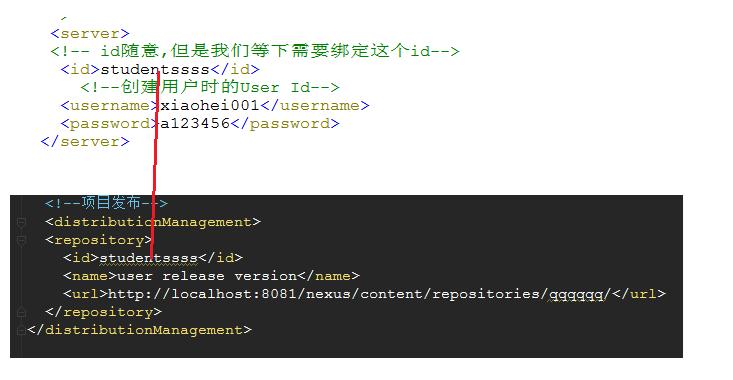 <server>
<!-- id随意,但是我们等下需要绑定这个id-->
<id>studentssss</id>
<!--创建用户时的User Id-->
<username>xiaohei001</username>
<password>a123456</password>
</server>
<!--项目发布-->
<distributionManagement>
<repository>
<id>studentssss</id>
<name>user release version</name>
<url>http://localhost:8081/nexus/content/repositories/qqqqqq/</url>
</repository>
</distributionManagement>